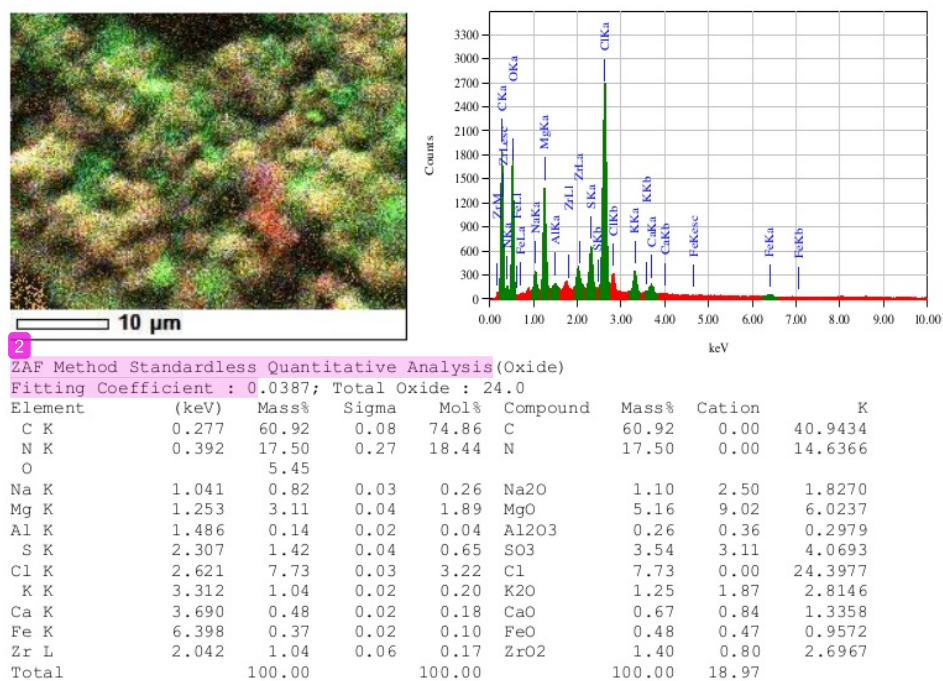 10 µm
Counts
3300
3000
2700
2400
2100
1800
1500
1200
900
600
300
0
ZrM
CKa
ZrLesc
NKa
OKa
FeLl
FeLa
NaKa
MgKa
AlKa
ZrLl
ZrLa
SKa
SKb
ClKa
ClKb
KKa
KKb
CaKa
CaKb
FeKesc
FeKa
FeKb
0.00 1.00 2.00 3.00 4.00 5.00 6.00 7.00 8.00 9.00 10.00
keV
2
ZAF Method Standardless Quantitative Analysis(Oxide)
Fitting Coefficient : 0.0387; Total Oxide : 24.0
Element (keV) Mass% Sigma Mol% Compound Mass% Cation K
C K 0.277 60.92 0.08 74.86 C 60.92 0.00 40.9434
N K 0.392 17.50 0.27 18.44 N 17.50 0.00 14.6366
O 5.45
Na K 1.041 0.82 0.03 0.26 Na2O 1.10 2.50 1.8270
Mg K 1.253 3.11 0.04 1.89 MgO 5.16 9.02 6.0237
Al K 1.486 0.14 0.02 0.04 Al2O3 0.26 0.36 0.2979
S K 2.307 1.42 0.04 0.65 SO3 3.54 3.11 4.0693
Cl K 2.621 7.73 0.03 3.22 Cl 7.73 0.00 24.3977
K K 3.312 1.04 0.02 0.20 K2O 1.25 1.87 2.8146
Ca K 3.690 0.48 0.02 0.18 CaO 0.67 0.84 1.3358
Fe K 6.398 0.37 0.02 0.10 FeO 0.48 0.47 0.9572
Zr L 2.042 1.04 0.06 0.17 ZrO2 1.40 0.80 2.6967
Total 100.00 100.00 100.00 18.97